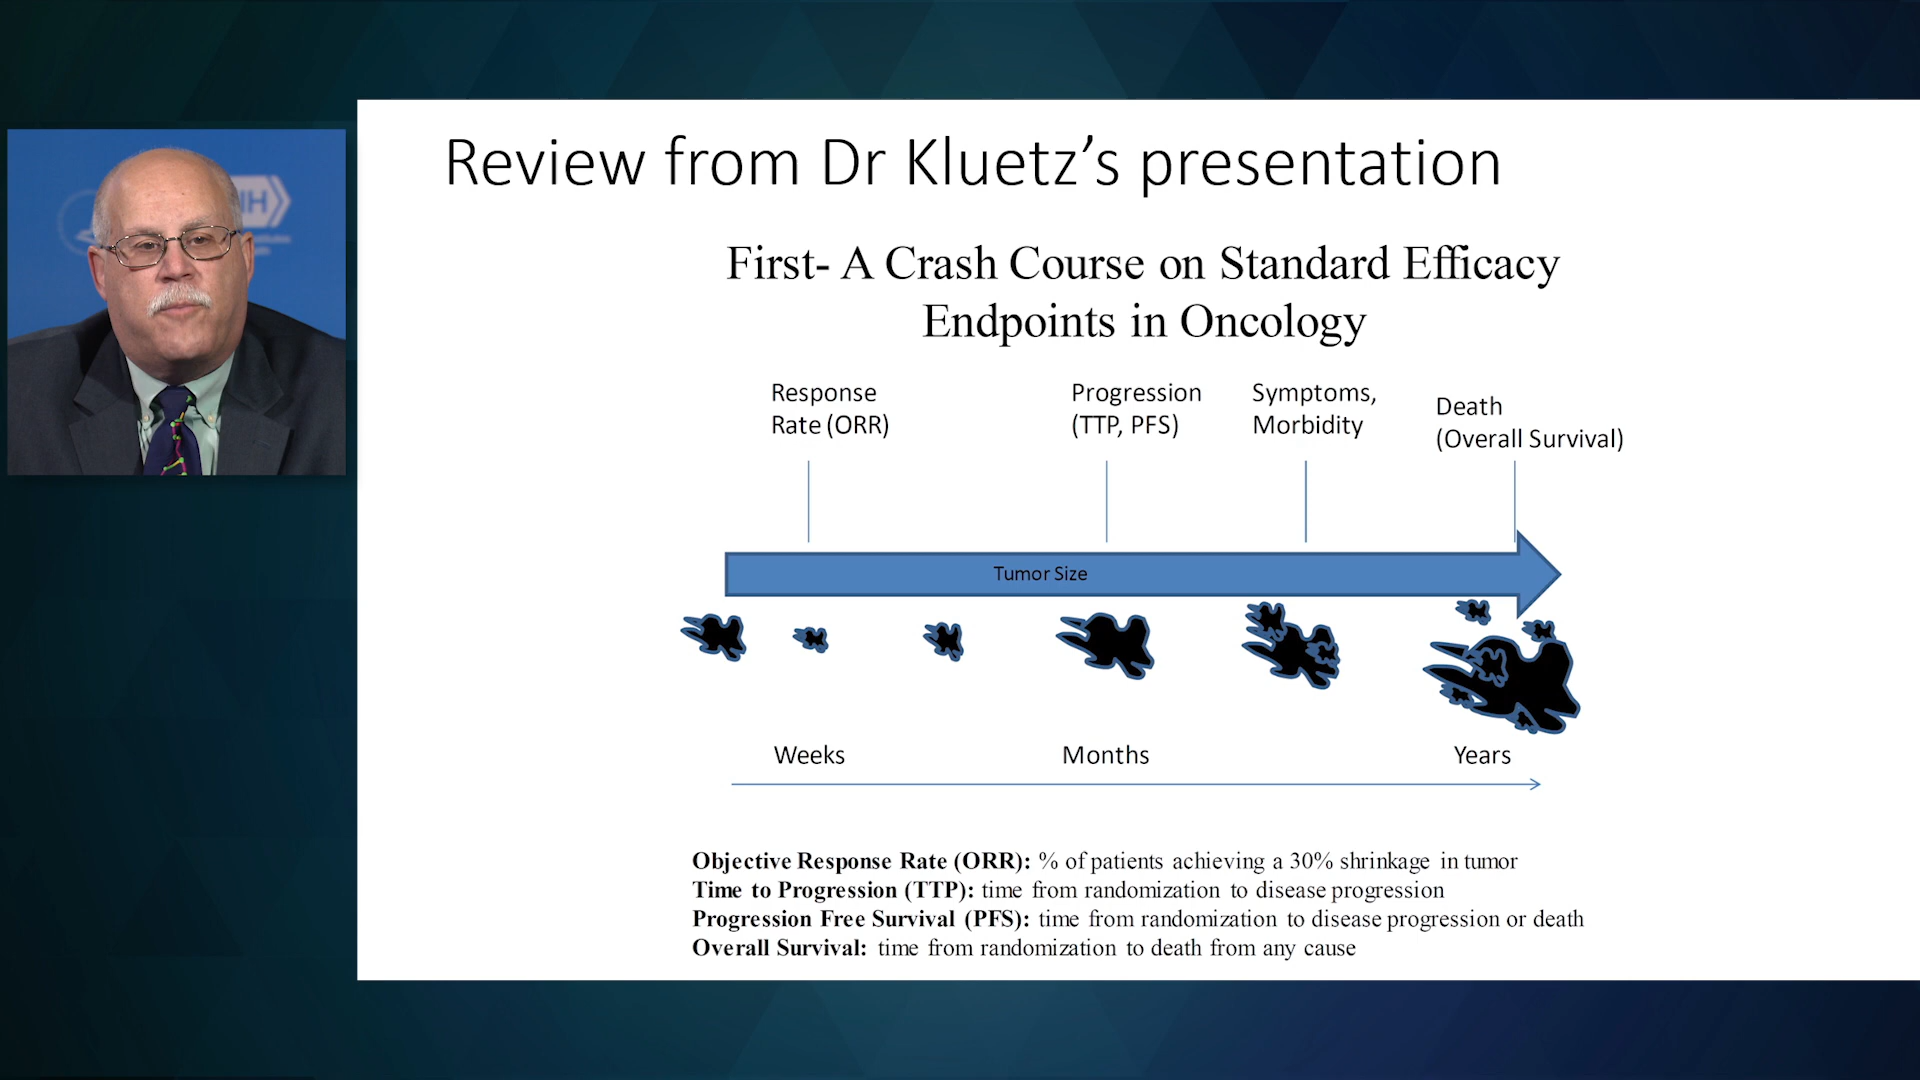 IH
Review from Dr Kluetz’s presentation
First- A Crash Course on Standard Efficacy
Endpoints in Oncology
Response
Rate (ORR)
Progression
(TTP, PFS)
Symptoms,
Morbidity
Death
(Overall Survival)
Tumor Size
Weeks
Months
Years
Objective Response Rate (ORR): % of patients achieving a 30% shrinkage in tumor
Time to Progression (TTP): time from randomization to disease progression
Progression Free Survival (PFS): time from randomization to disease progression or death
Overall Survival: time from randomization to death from any cause